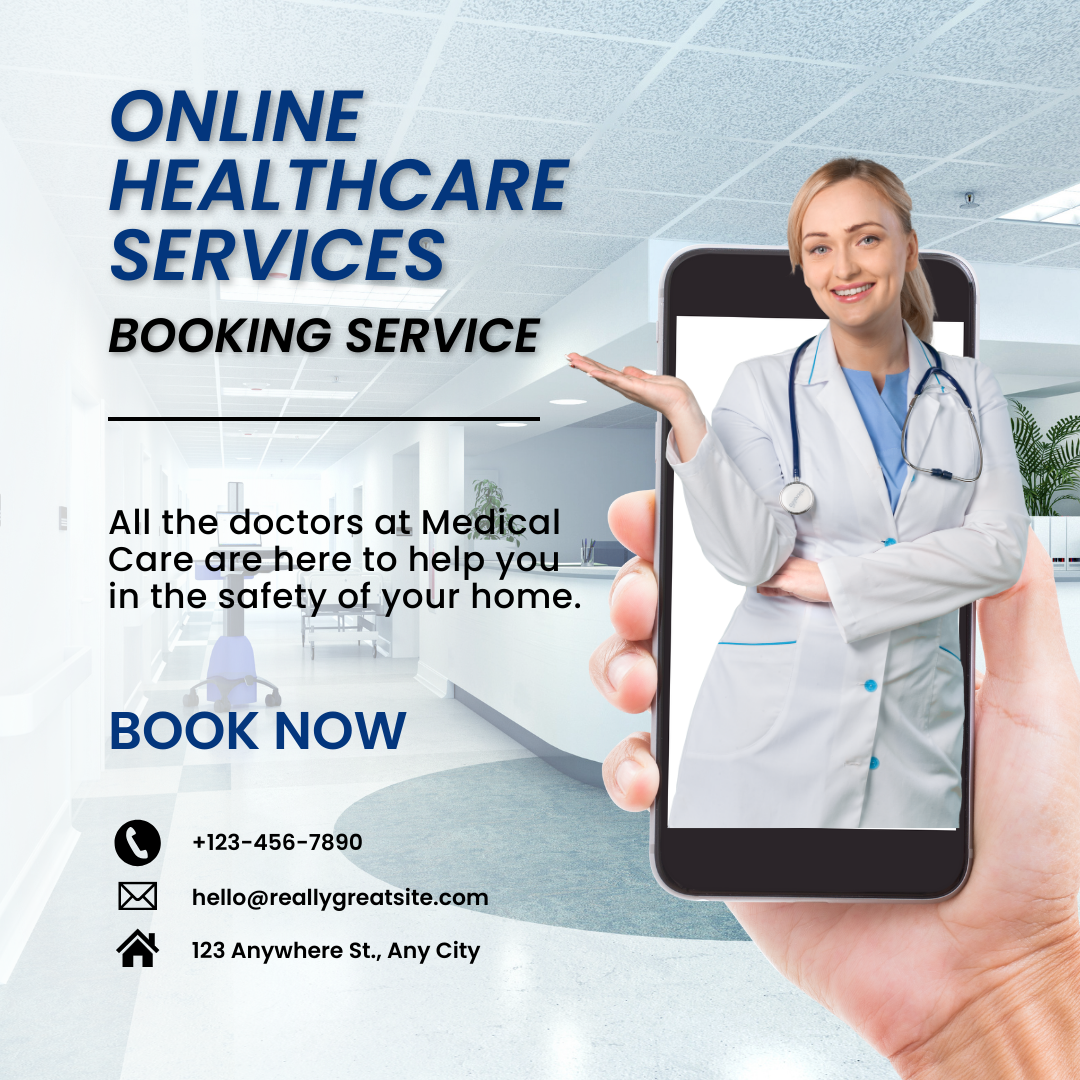 ONLINE
HEALTHCARE
SERVICES
BOOKING SERVICE
All the doctors at Medical
Care are here to help you
in the safety of your home.
BOOK NOW
+123-456-7890
hello@reallygreatsite.com
123 Anywhere St., Any City